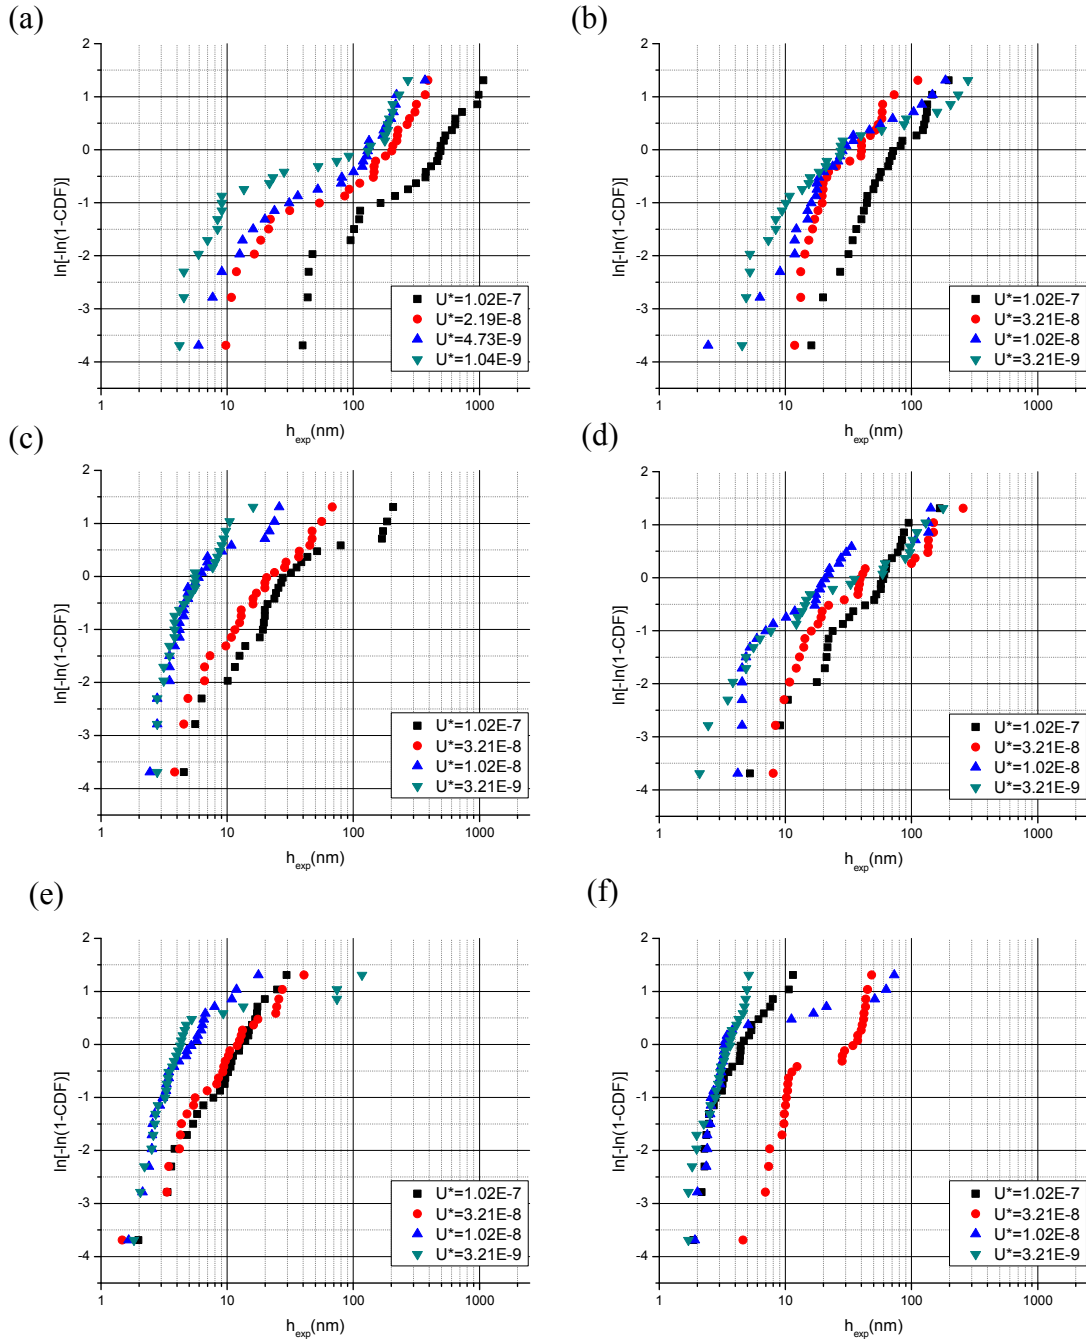 (a)
ln[-ln(1-CDF)]
2
1
0
-1
-2
-3
-4
1 10 100 1000
h_exp(nm)
U*=1.02E-7
U*=2.19E-8
U*=4.73E-9
U*=1.04E-9
(b)
ln[-ln(1-CDF)]
2
1
0
-1
-2
-3
-4
1 10 100 1000
h_exp(nm)
U*=1.02E-7
U*=3.21E-8
U*=1.02E-8
U*=3.21E-9
(c)
ln[-ln(1-CDF)]
2
1
0
-1
-2
-3
-4
1 10 100 1000
h_exp(nm)
U*=1.02E-7
U*=3.21E-8
U*=1.02E-8
U*=3.21E-9
(d)
ln[-ln(1-CDF)]
2
1
0
-1
-2
-3
-4
1 10 100 1000
h_exp(nm)
U*=1.02E-7
U*=3.21E-8
U*=1.02E-8
U*=3.21E-9
(e)
ln[-ln(1-CDF)]
2
1
0
-1
-2
-3
-4
1 10 100 1000
h_exp(nm)
U*=1.02E-7
U*=3.21E-8
U*=1.02E-8
U*=3.21E-9
(f)
ln[-ln(1-CDF)]
2
1
0
-1
-2
-3
-4
1 10 100 1000
h_exp(nm)
U*=1.02E-7
U*=3.21E-8
U*=1.02E-8
U*=3.21E-9